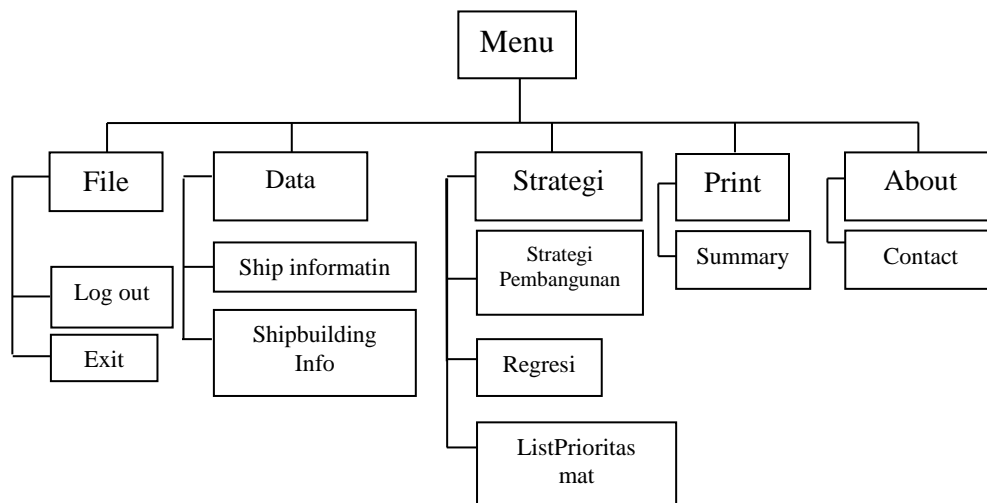 Menu
File
Data
Strategi
Print
About
Log out
Exit
Ship informatin
Shipbuilding
Info
Strategi
Pembangunan
Regresi
ListPrioritas
mat
Summary
Contact